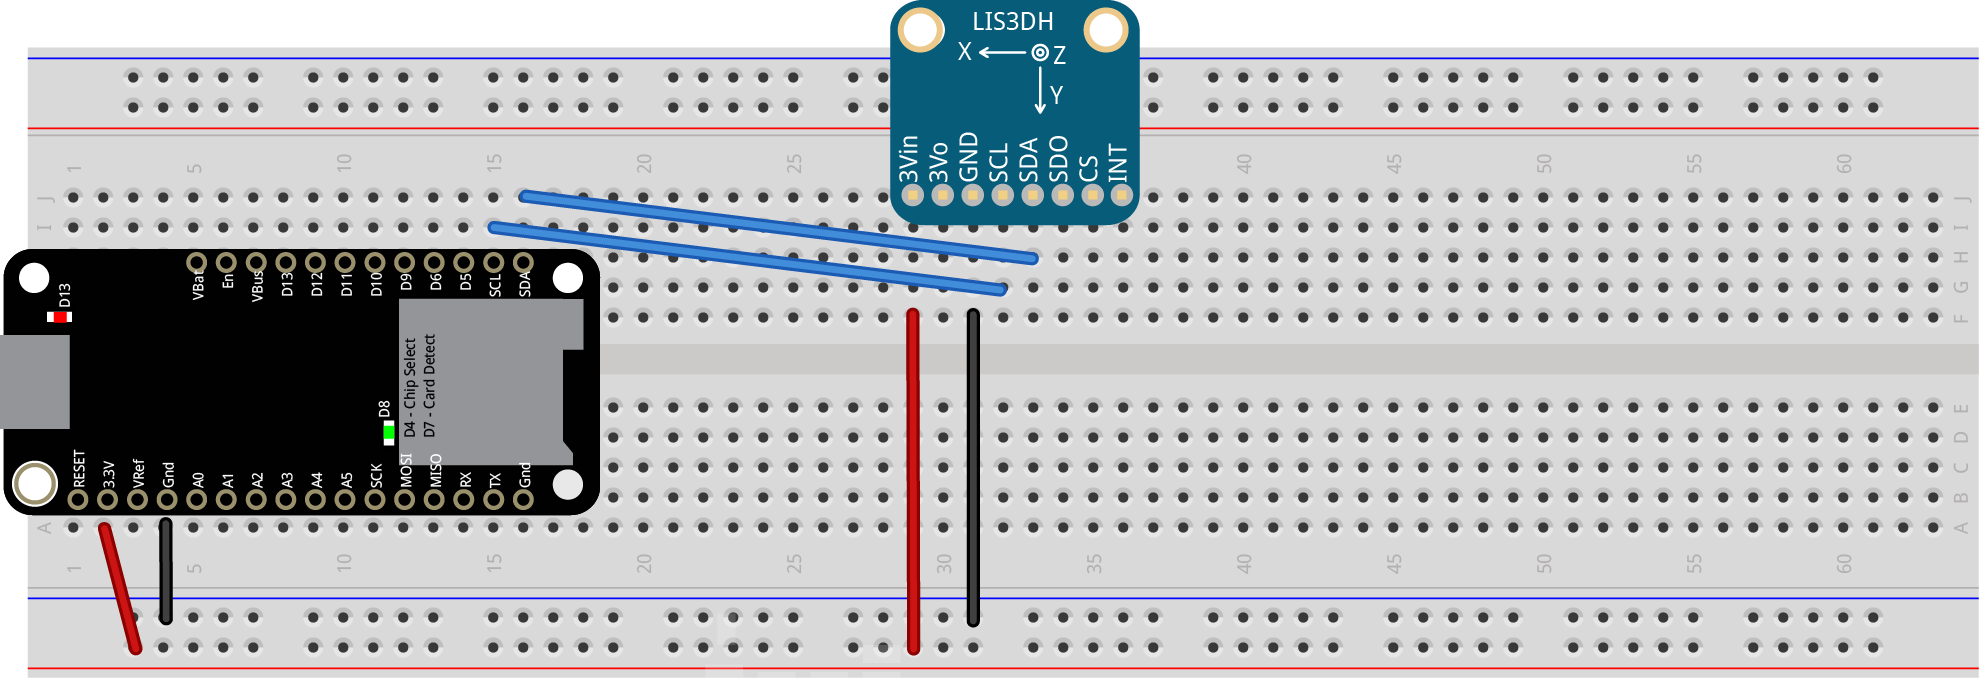 LIS3DH
X Z
Y
3Vin 3Vo GND SCL SDA SDO CS INT
1 5 10 15 20 25 40 45 50 55 60
J J
I I
H
G
F
VBat En VBus D13 D12 D11 D10 D9 D6 D5 SCL SDA
D13
D4 - Chip Select
D7 - Card Detect
D8
RESET 3.3V VRef Gnd A0 A1 A2 A3 A4 A5 SCK MOSI MISO RX TX Gnd
E
D
C
B
A A
1 5 10 15 20 25 30 35 40 45 50 55 60